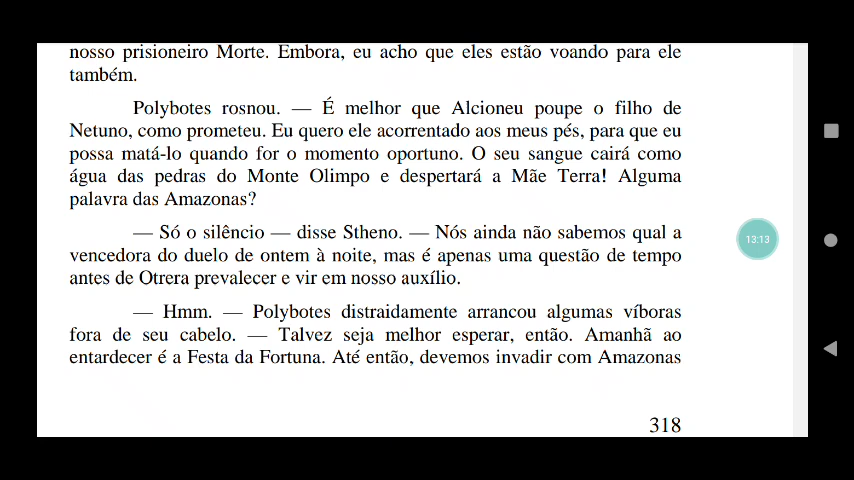 nosso prisioneiro Morte. Embora, eu acho que eles estão voando para ele
também.
Polybotes rosnou. — É melhor que Alcioneu poupe o filho de
Netuno, como prometeu. Eu quero ele acorrentado aos meus pés, para que eu
possa matá-lo quando for o momento oportuno. O seu sangue cairá como
água das pedras do Monte Olimpo e despertará a Mãe Terra! Alguma
palavra das Amazonas?
— Só o silêncio — disse Stheno. — Nós ainda não sabemos qual a
vencedora do duelo de ontem à noite, mas é apenas uma questão de tempo
antes de Otrera prevalecer e vir em nosso auxílio.
— Hmm. — Polybotes distraidamente arrancou algumas víboras
fora de seu cabelo. — Talvez seja melhor esperar, então. Amanhã ao
entardecer é a Festa da Fortuna. Até então, devemos invadir com Amazonas
318
13:13